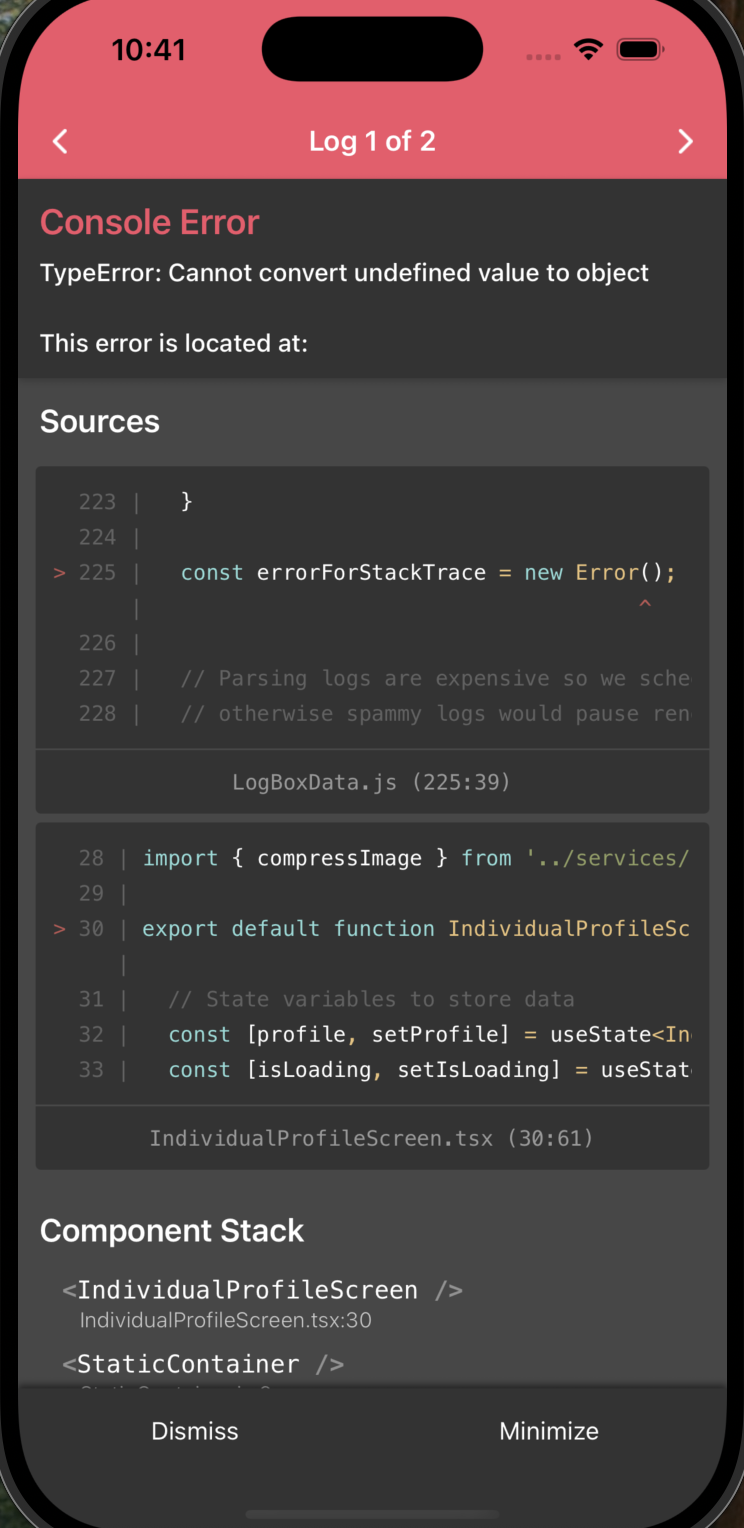 10:41
Log 1 of 2
Console Error
TypeError: Cannot convert undefined value to object
This error is located at:
Sources
223 |   }
224 |
> 225 |   const errorForStackTrace = new Error();
|                                       ^
226 |
227 |   // Parsing logs are expensive so we sche
228 |   // otherwise spammy logs would pause ren
LogBoxData.js (225:39)
28 | import { compressImage } from '../services/
29 |
> 30 | export default function IndividualProfileSc
|
31 |   // State variables to store data
32 |   const [profile, setProfile] = useState<In
33 |   const [isLoading, setIsLoading] = useStat
IndividualProfileScreen.tsx (30:61)
Component Stack
<IndividualProfileScreen />
IndividualProfileScreen.tsx:30
<StaticContainer />
Dismiss
Minimize